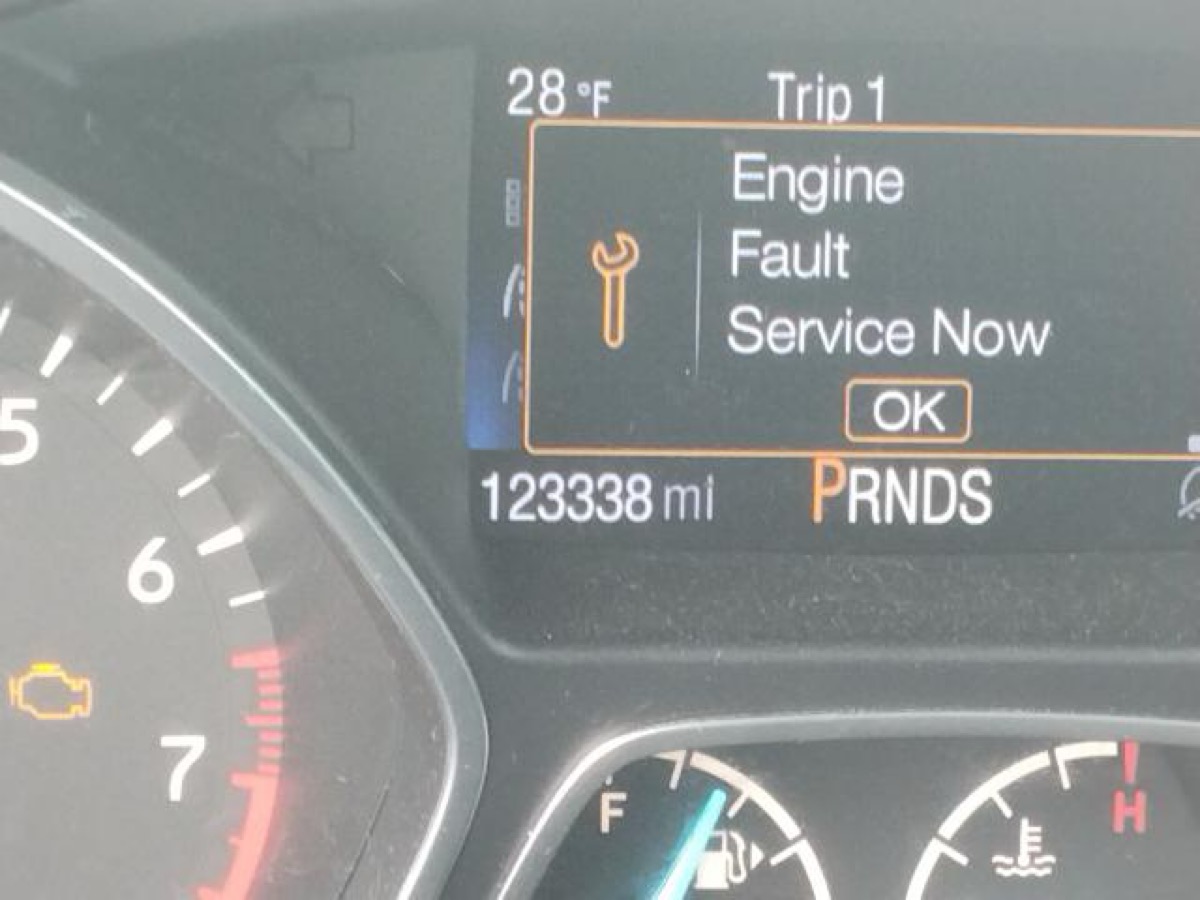 28 °F Trip 1
Engine
Fault
Service Now
OK
123338 mi PRNDS
5
6
7
F
H